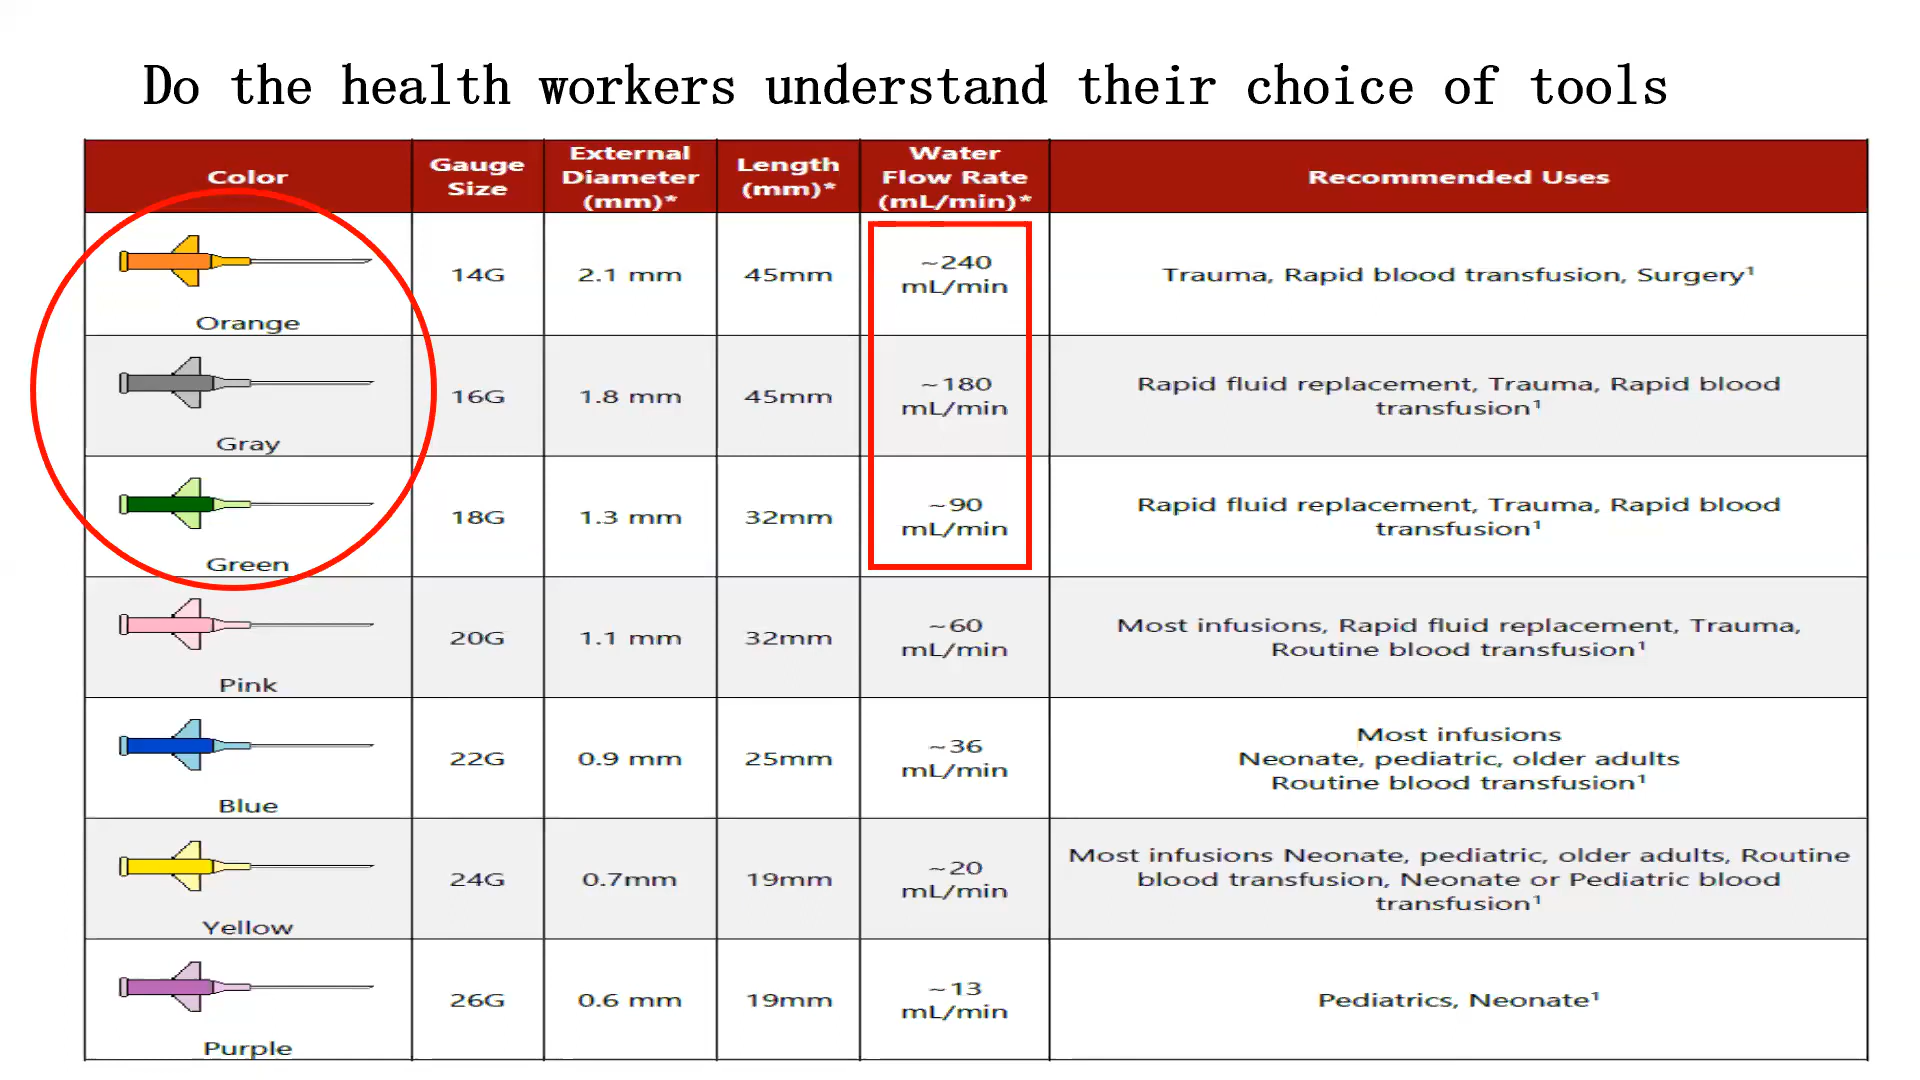 Do the health workers understand their choice of tools
Color
Gauge
Size
External
Diameter
(mm)*
Length
(mm)*
Water
Flow Rate
(mL/min)*
Recommended Uses
Orange
14G
2.1 mm
45mm
~240
mL/min
Trauma, Rapid blood transfusion, Surgery¹
Gray
16G
1.8 mm
45mm
~180
mL/min
Rapid fluid replacement, Trauma, Rapid blood
transfusion¹
Green
18G
1.3 mm
32mm
~90
mL/min
Rapid fluid replacement, Trauma, Rapid blood
transfusion¹
Pink
20G
1.1 mm
32mm
~60
mL/min
Most infusions, Rapid fluid replacement, Trauma,
Routine blood transfusion¹
Blue
22G
0.9 mm
25mm
~36
mL/min
Most infusions
Neonate, pediatric, older adults
Routine blood transfusion¹
Yellow
24G
0.7mm
19mm
~20
mL/min
Most infusions Neonate, pediatric, older adults, Routine
blood transfusion, Neonate or Pediatric blood
transfusion¹
Purple
26G
0.6 mm
19mm
~13
mL/min
Pediatrics, Neonate¹